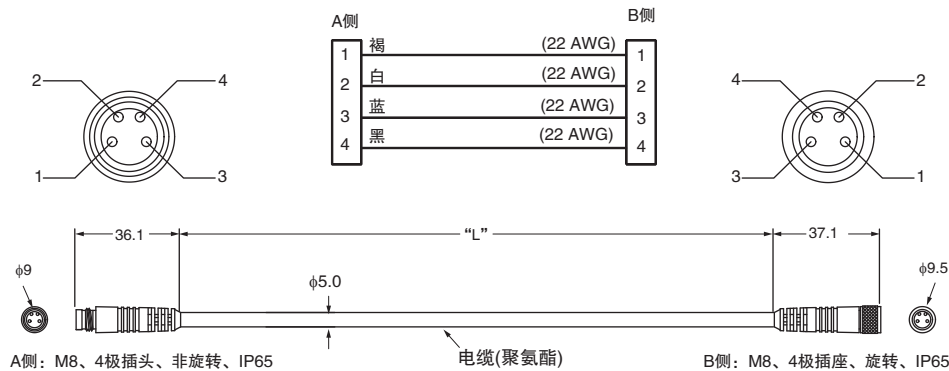 A侧
B侧
1 褐 (22 AWG) 1
2 白 (22 AWG) 2
3 蓝 (22 AWG) 3
4 黑 (22 AWG) 4
2 4
1 3
4 2
3 1
36.1 “L” 37.1
ϕ9 ϕ5.0 ϕ9.5
电缆(聚氨酯)
A侧：M8、4极插头、非旋转、IP65
B侧：M8、4极插座、旋转、IP65